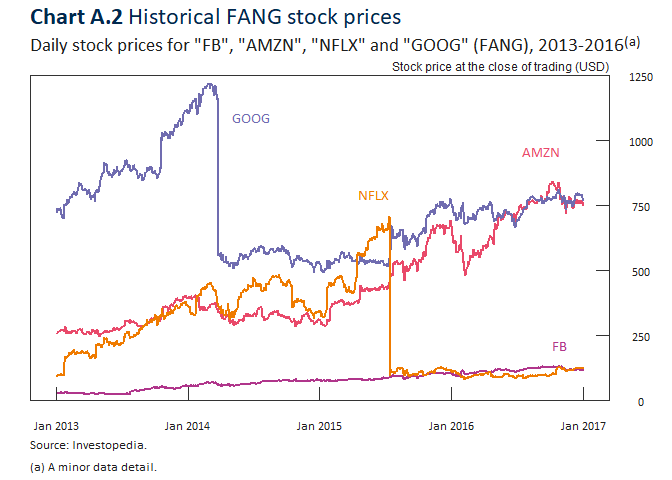 Chart A.2 Historical FANG stock prices
Daily stock prices for "FB", "AMZN", "NFLX" and "GOOG" (FANG), 2013-2016(a)
Stock price at the close of trading (USD)
1250
GOOG
1000
AMZN
NFLX
750
500
250
FB
0
Jan 2013 Jan 2014 Jan 2015 Jan 2016 Jan 2017
Source: Investopedia.
(a) A minor data detail.